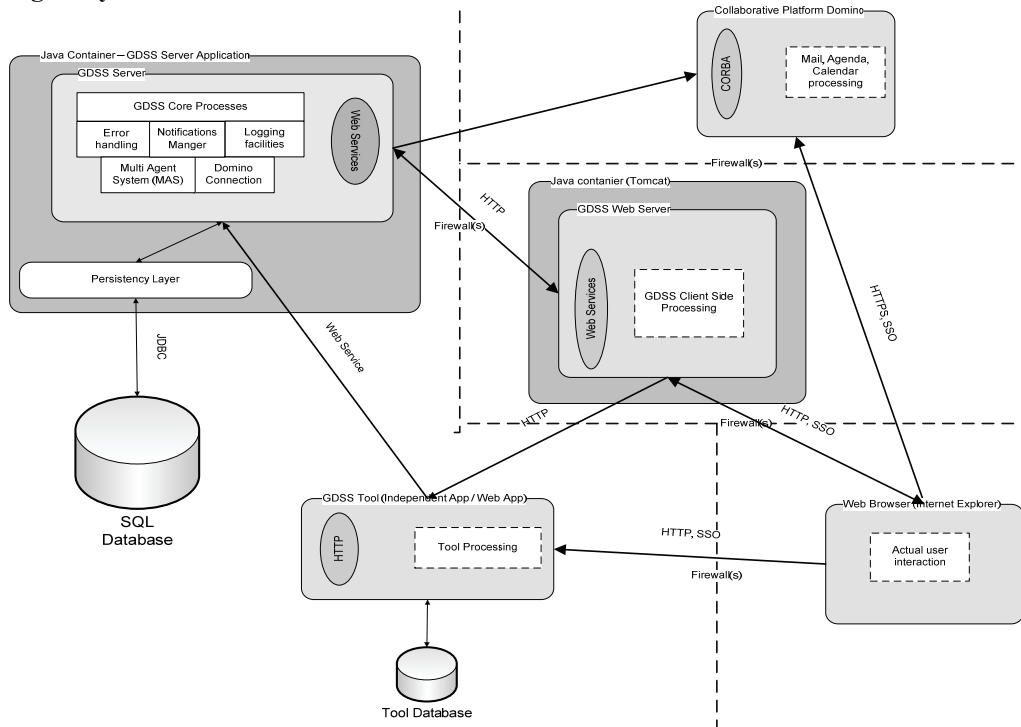 Collaborative Platform Domino
CORBA
Mail, Agenda,
Calendar
processing
Java Container – GDSS Server Application
GDSS Server
GDSS Core Processes
Error
handling
Notifications
Manger
Logging
facilities
Multi Agent
System (MAS)
Domino
Connection
Web Services
Persistency Layer
JDBC
SQL
Database
Web Service
HTTP
Firewall(s)
Firewall(s)
Java contanier (Tomcat)
GDSS Web Server
Web Services
GDSS Client Side
Processing
HTTPS, SSO
HTTP
Firewall(s)
HTTP, SSO
GDSS Tool (Independent App / Web App)
HTTP
Tool Processing
HTTP, SSO
Firewall(s)
Web Browser (Internet Explorer)
Actual user
interaction
Tool Database